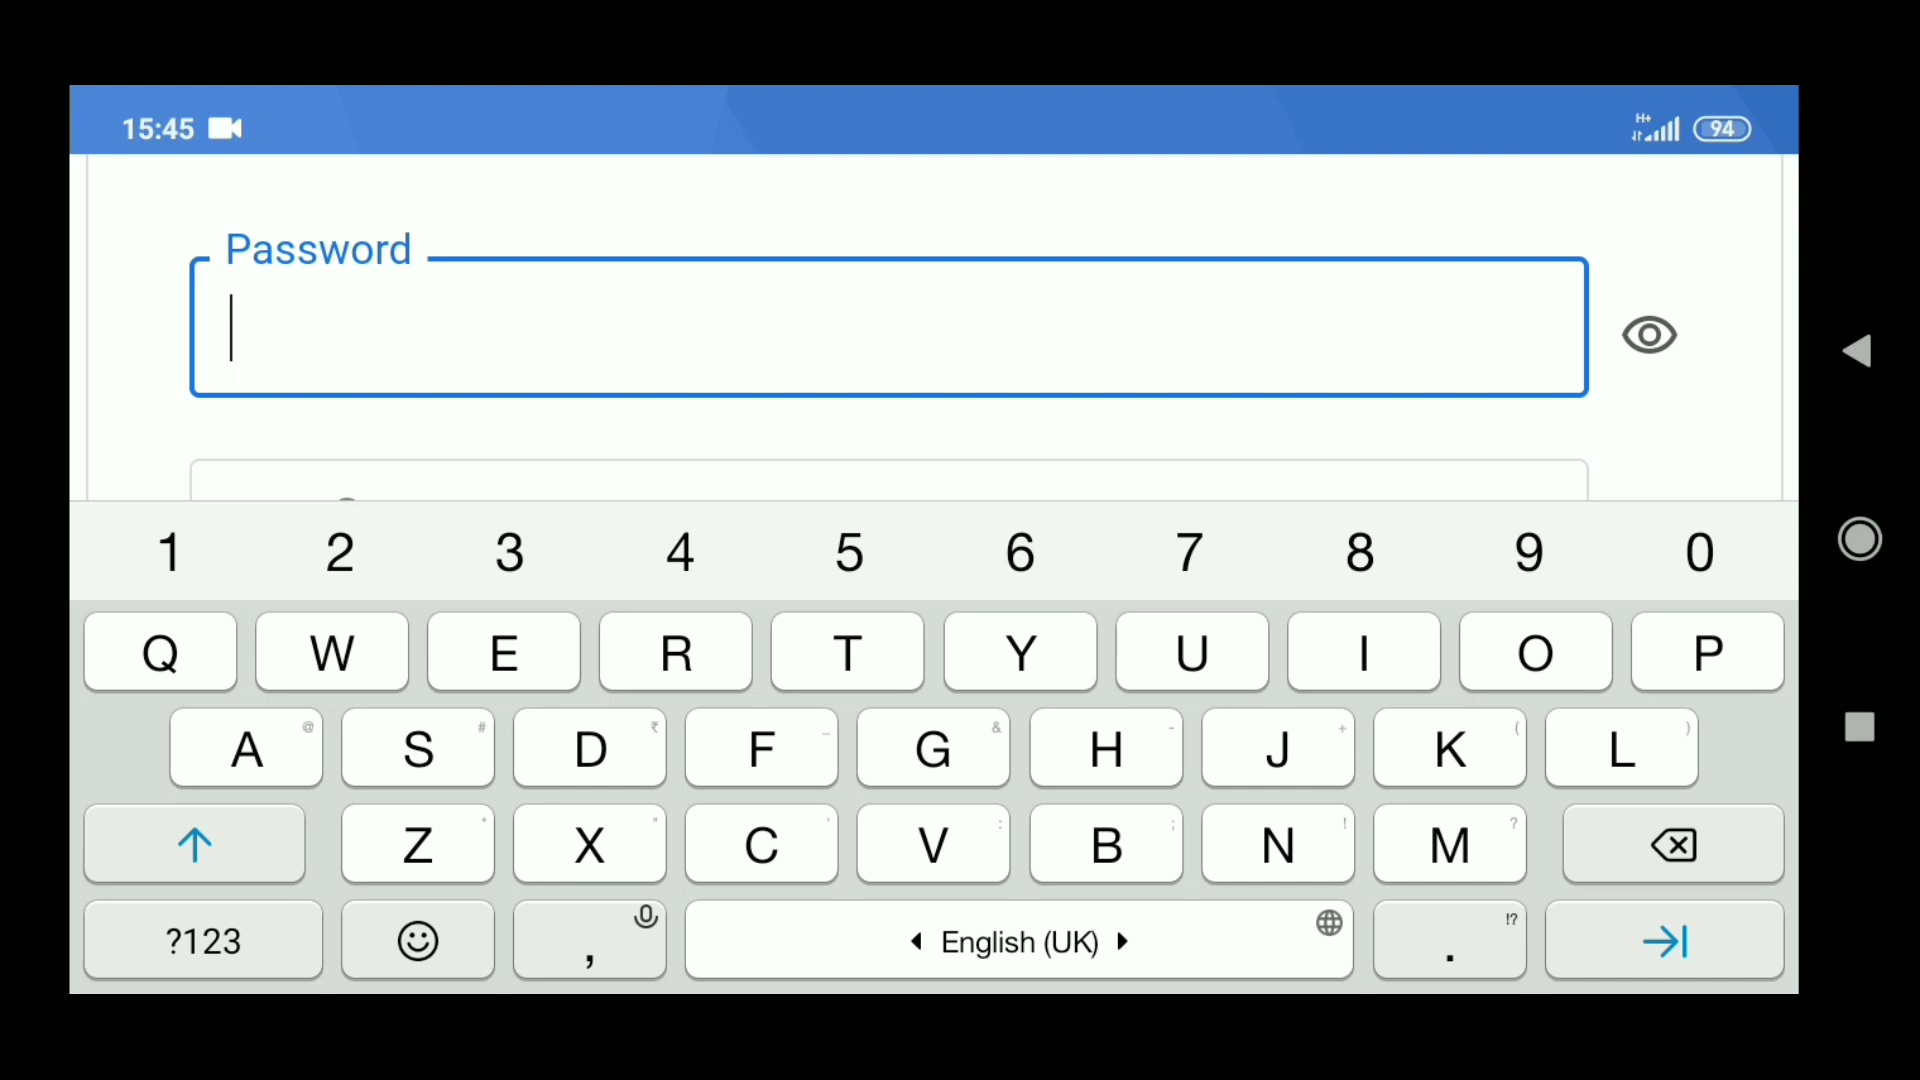 15:45 H+ 94
Password
1 2 3 4 5 6 7 8 9 0
Q W E R T Y U I O P
A @ S # D ₹ F _ G & H - J + K ( L )
Z * X " C ' V : B ; N ! M ?
?123 , English (UK) . !?